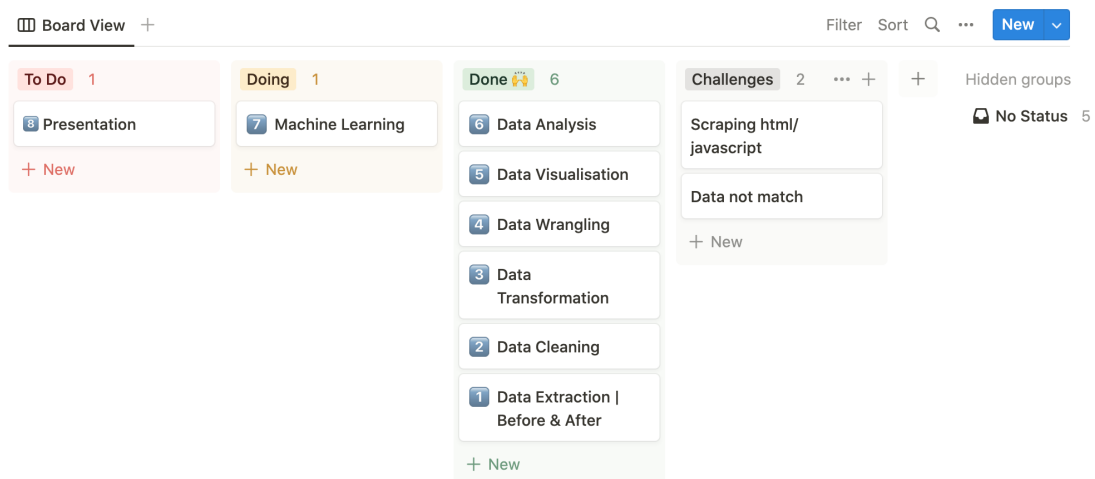 Board View
Filter Sort ••• New
To Do 1
8️⃣ Presentation
+ New
Doing 1
7️⃣ Machine Learning
+ New
Done 🙌 6
6️⃣ Data Analysis
5️⃣ Data Visualisation
4️⃣ Data Wrangling
3️⃣ Data
Transformation
2️⃣ Data Cleaning
1️⃣ Data Extraction |
Before & After
+ New
Challenges 2 ••• +
Scraping html/
javascript
Data not match
+ New
+
Hidden groups
No Status 5